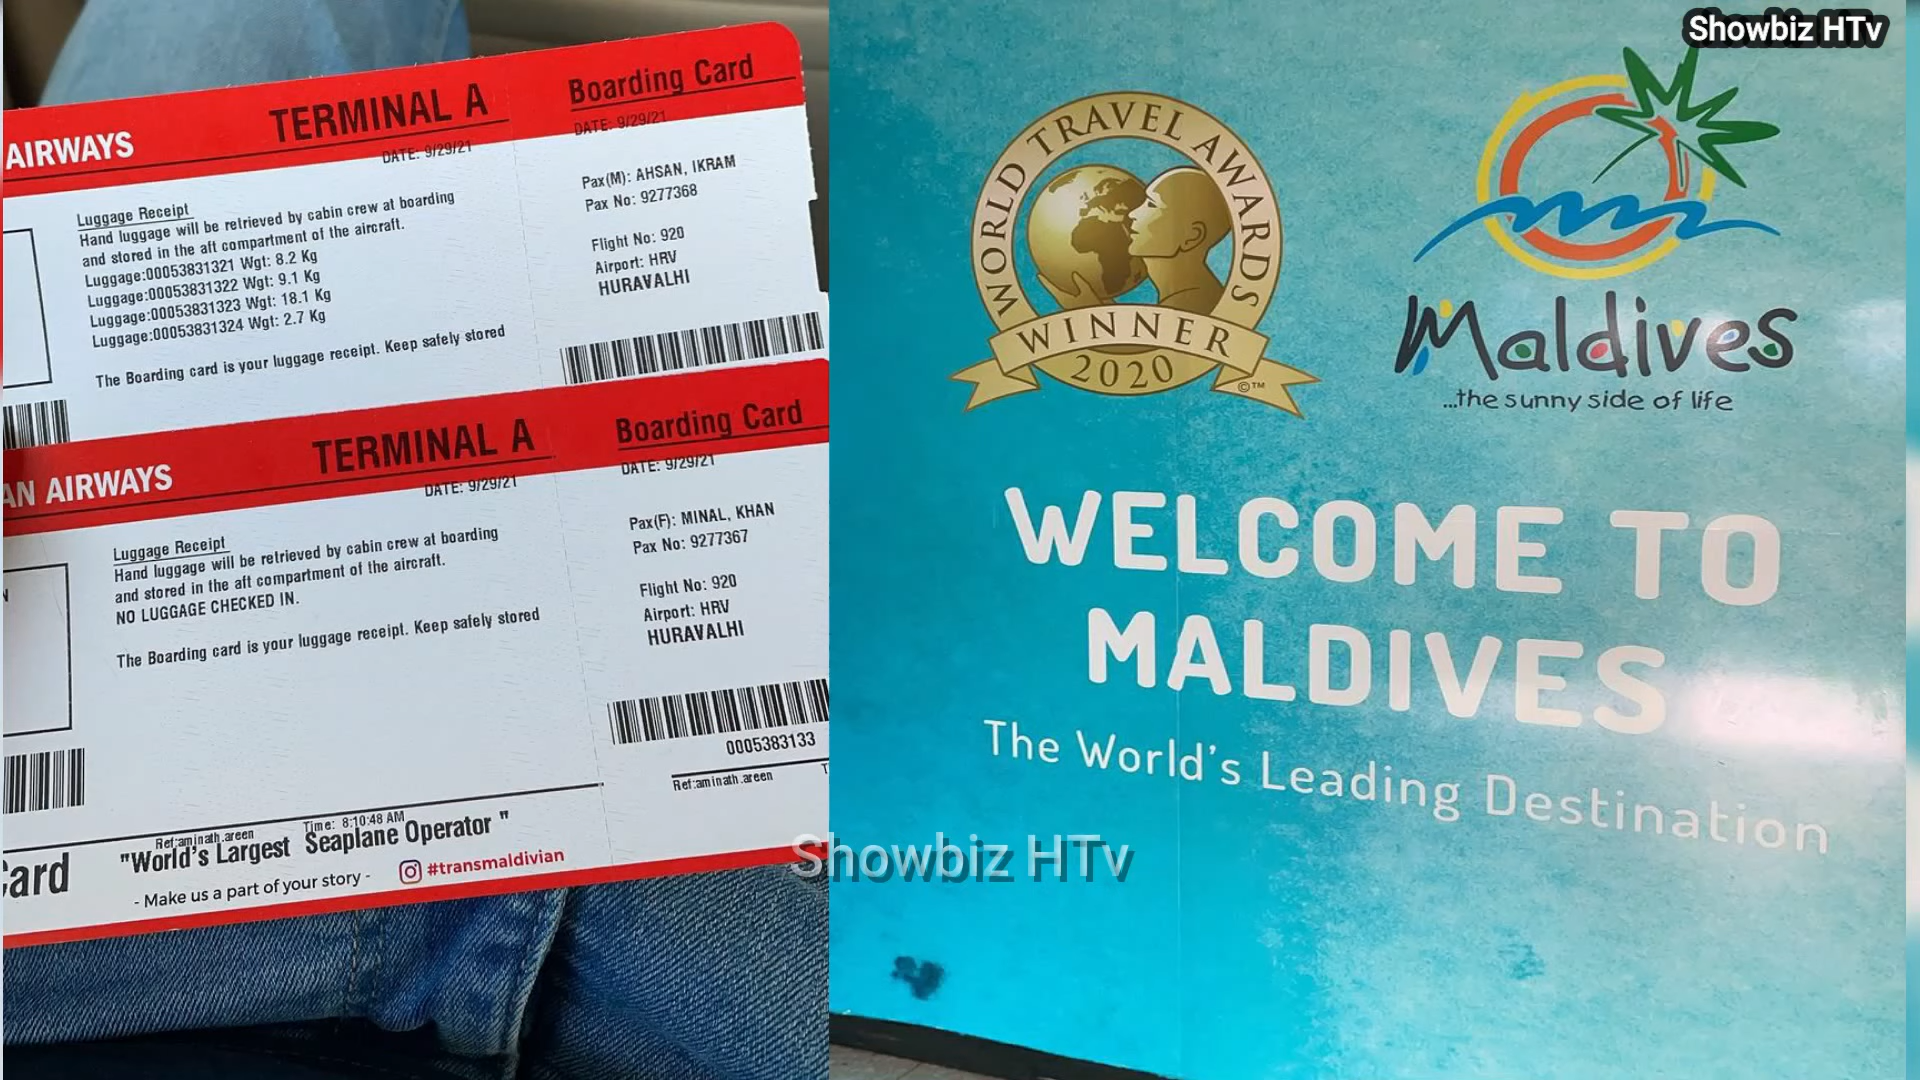 Showbiz HTv
AIRWAYS
TERMINAL A
Boarding Card
DATE: 9/29/21
DATE: 9/29/21
Luggage Receipt
Hand luggage will be retrieved by cabin crew at boarding
and stored in the aft compartment of the aircraft.
Luggage:00053831321 Wgt: 8.2 Kg
Luggage:00053831322 Wgt: 9.1 Kg
Luggage:00053831323 Wgt: 18.1 Kg
Luggage:00053831324 Wgt: 2.7 Kg
The Boarding card is your luggage receipt. Keep safely stored
Pax(M): AHSAN, IKRAM
Pax No: 9277368
Flight No: 920
Airport: HRV
HURAVALHI
AN AIRWAYS
TERMINAL A
Boarding Card
DATE: 9/29/21
DATE: 9/29/21
Luggage Receipt
Hand luggage will be retrieved by cabin crew at boarding
and stored in the aft compartment of the aircraft.
NO LUGGAGE CHECKED IN.
The Boarding card is your luggage receipt. Keep safely stored
Pax(F): MINAL, KHAN
Pax No: 9277367
Flight No: 920
Airport: HRV
HURAVALHI
0005383133
Ref:aminath.areen
Ref:aminath.areen
Time: 8:10:48 AM
"World's Largest Seaplane Operator "
Card
- Make us a part of your story -
#transmaldivian
WORLD TRAVEL AWARDS
WINNER
2020
©™
Maldives
...the sunny side of life
WELCOME TO
MALDIVES
The World's Leading Destination
Showbiz HTv